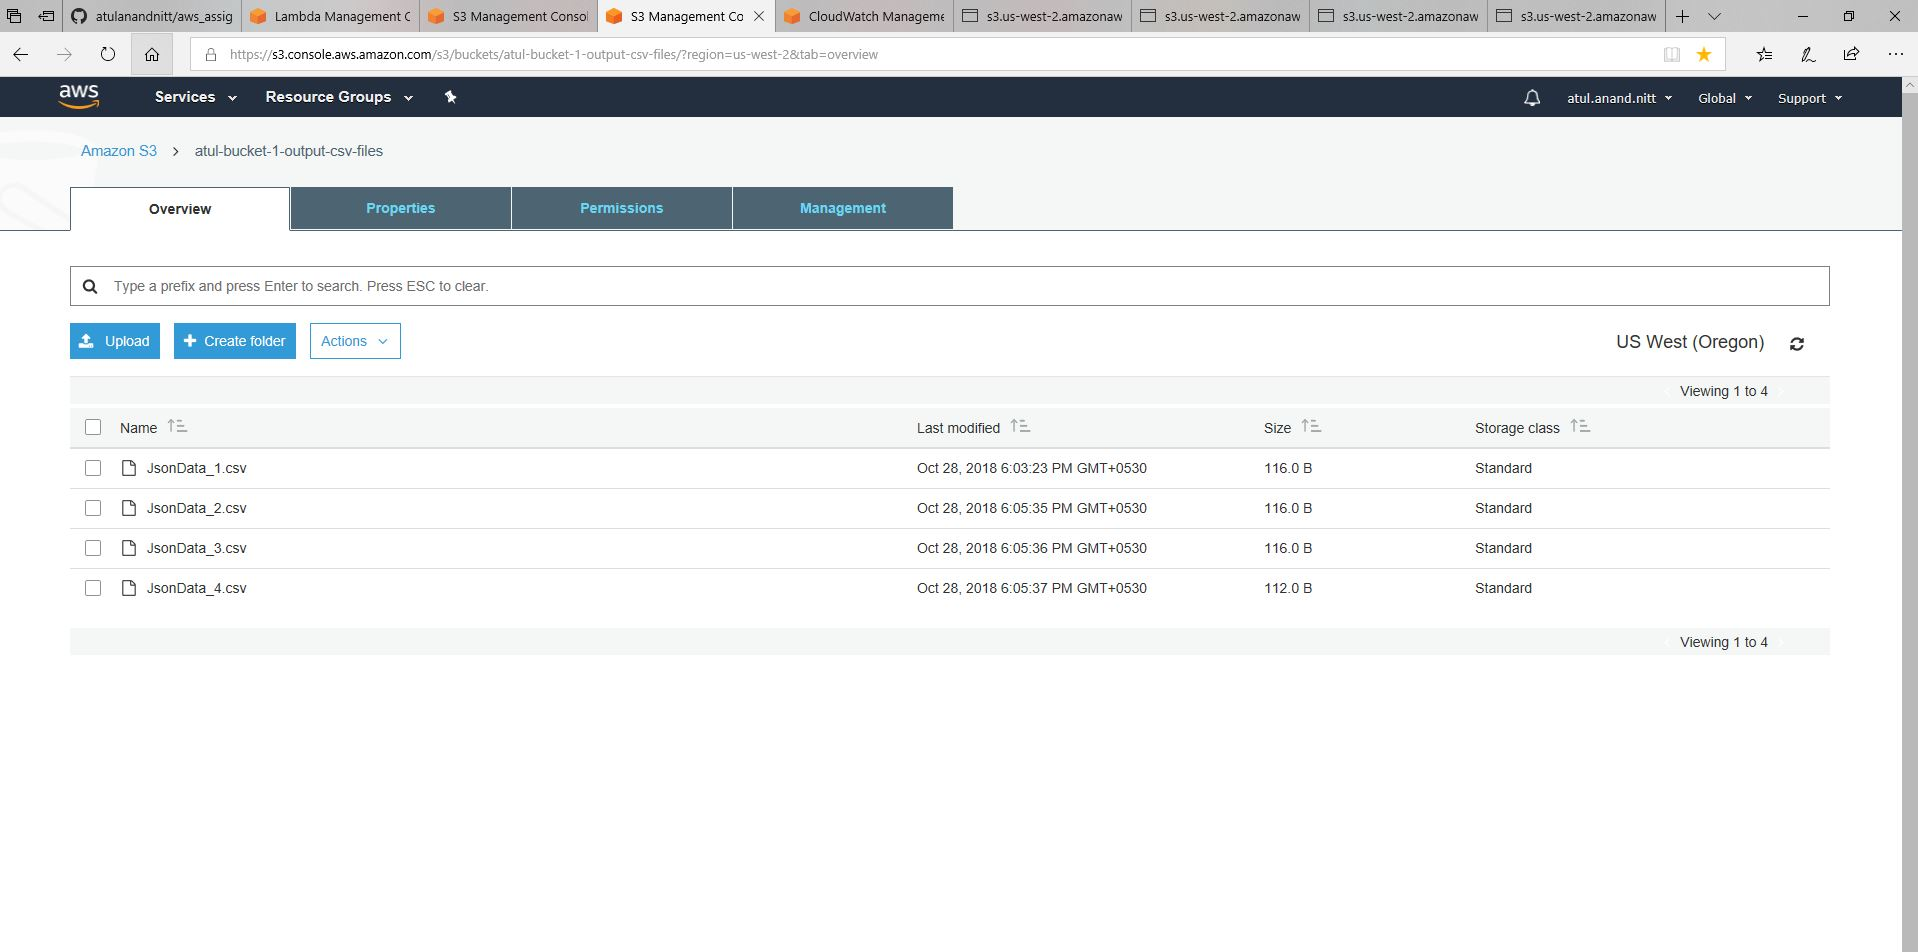 atulanandnitt/aws_assig
Lambda Management C
S3 Management Consol
S3 Management Co
CloudWatch Manageme
s3.us-west-2.amazonaw
s3.us-west-2.amazonaw
s3.us-west-2.amazonaw
s3.us-west-2.amazonaw
https://s3.console.aws.amazon.com/s3/buckets/atul-bucket-1-output-csv-files/?region=us-west-2&tab=overview
aws
Services
Resource Groups
atul.anand.nitt
Global
Support
Amazon S3 > atul-bucket-1-output-csv-files
Overview
Properties
Permissions
Management
Type a prefix and press Enter to search. Press ESC to clear.
Upload
Create folder
Actions
US West (Oregon)
Viewing 1 to 4
Name Last modified Size Storage class
JsonData_1.csv Oct 28, 2018 6:03:23 PM GMT+0530 116.0 B Standard
JsonData_2.csv Oct 28, 2018 6:05:35 PM GMT+0530 116.0 B Standard
JsonData_3.csv Oct 28, 2018 6:05:36 PM GMT+0530 116.0 B Standard
JsonData_4.csv Oct 28, 2018 6:05:37 PM GMT+0530 112.0 B Standard
Viewing 1 to 4